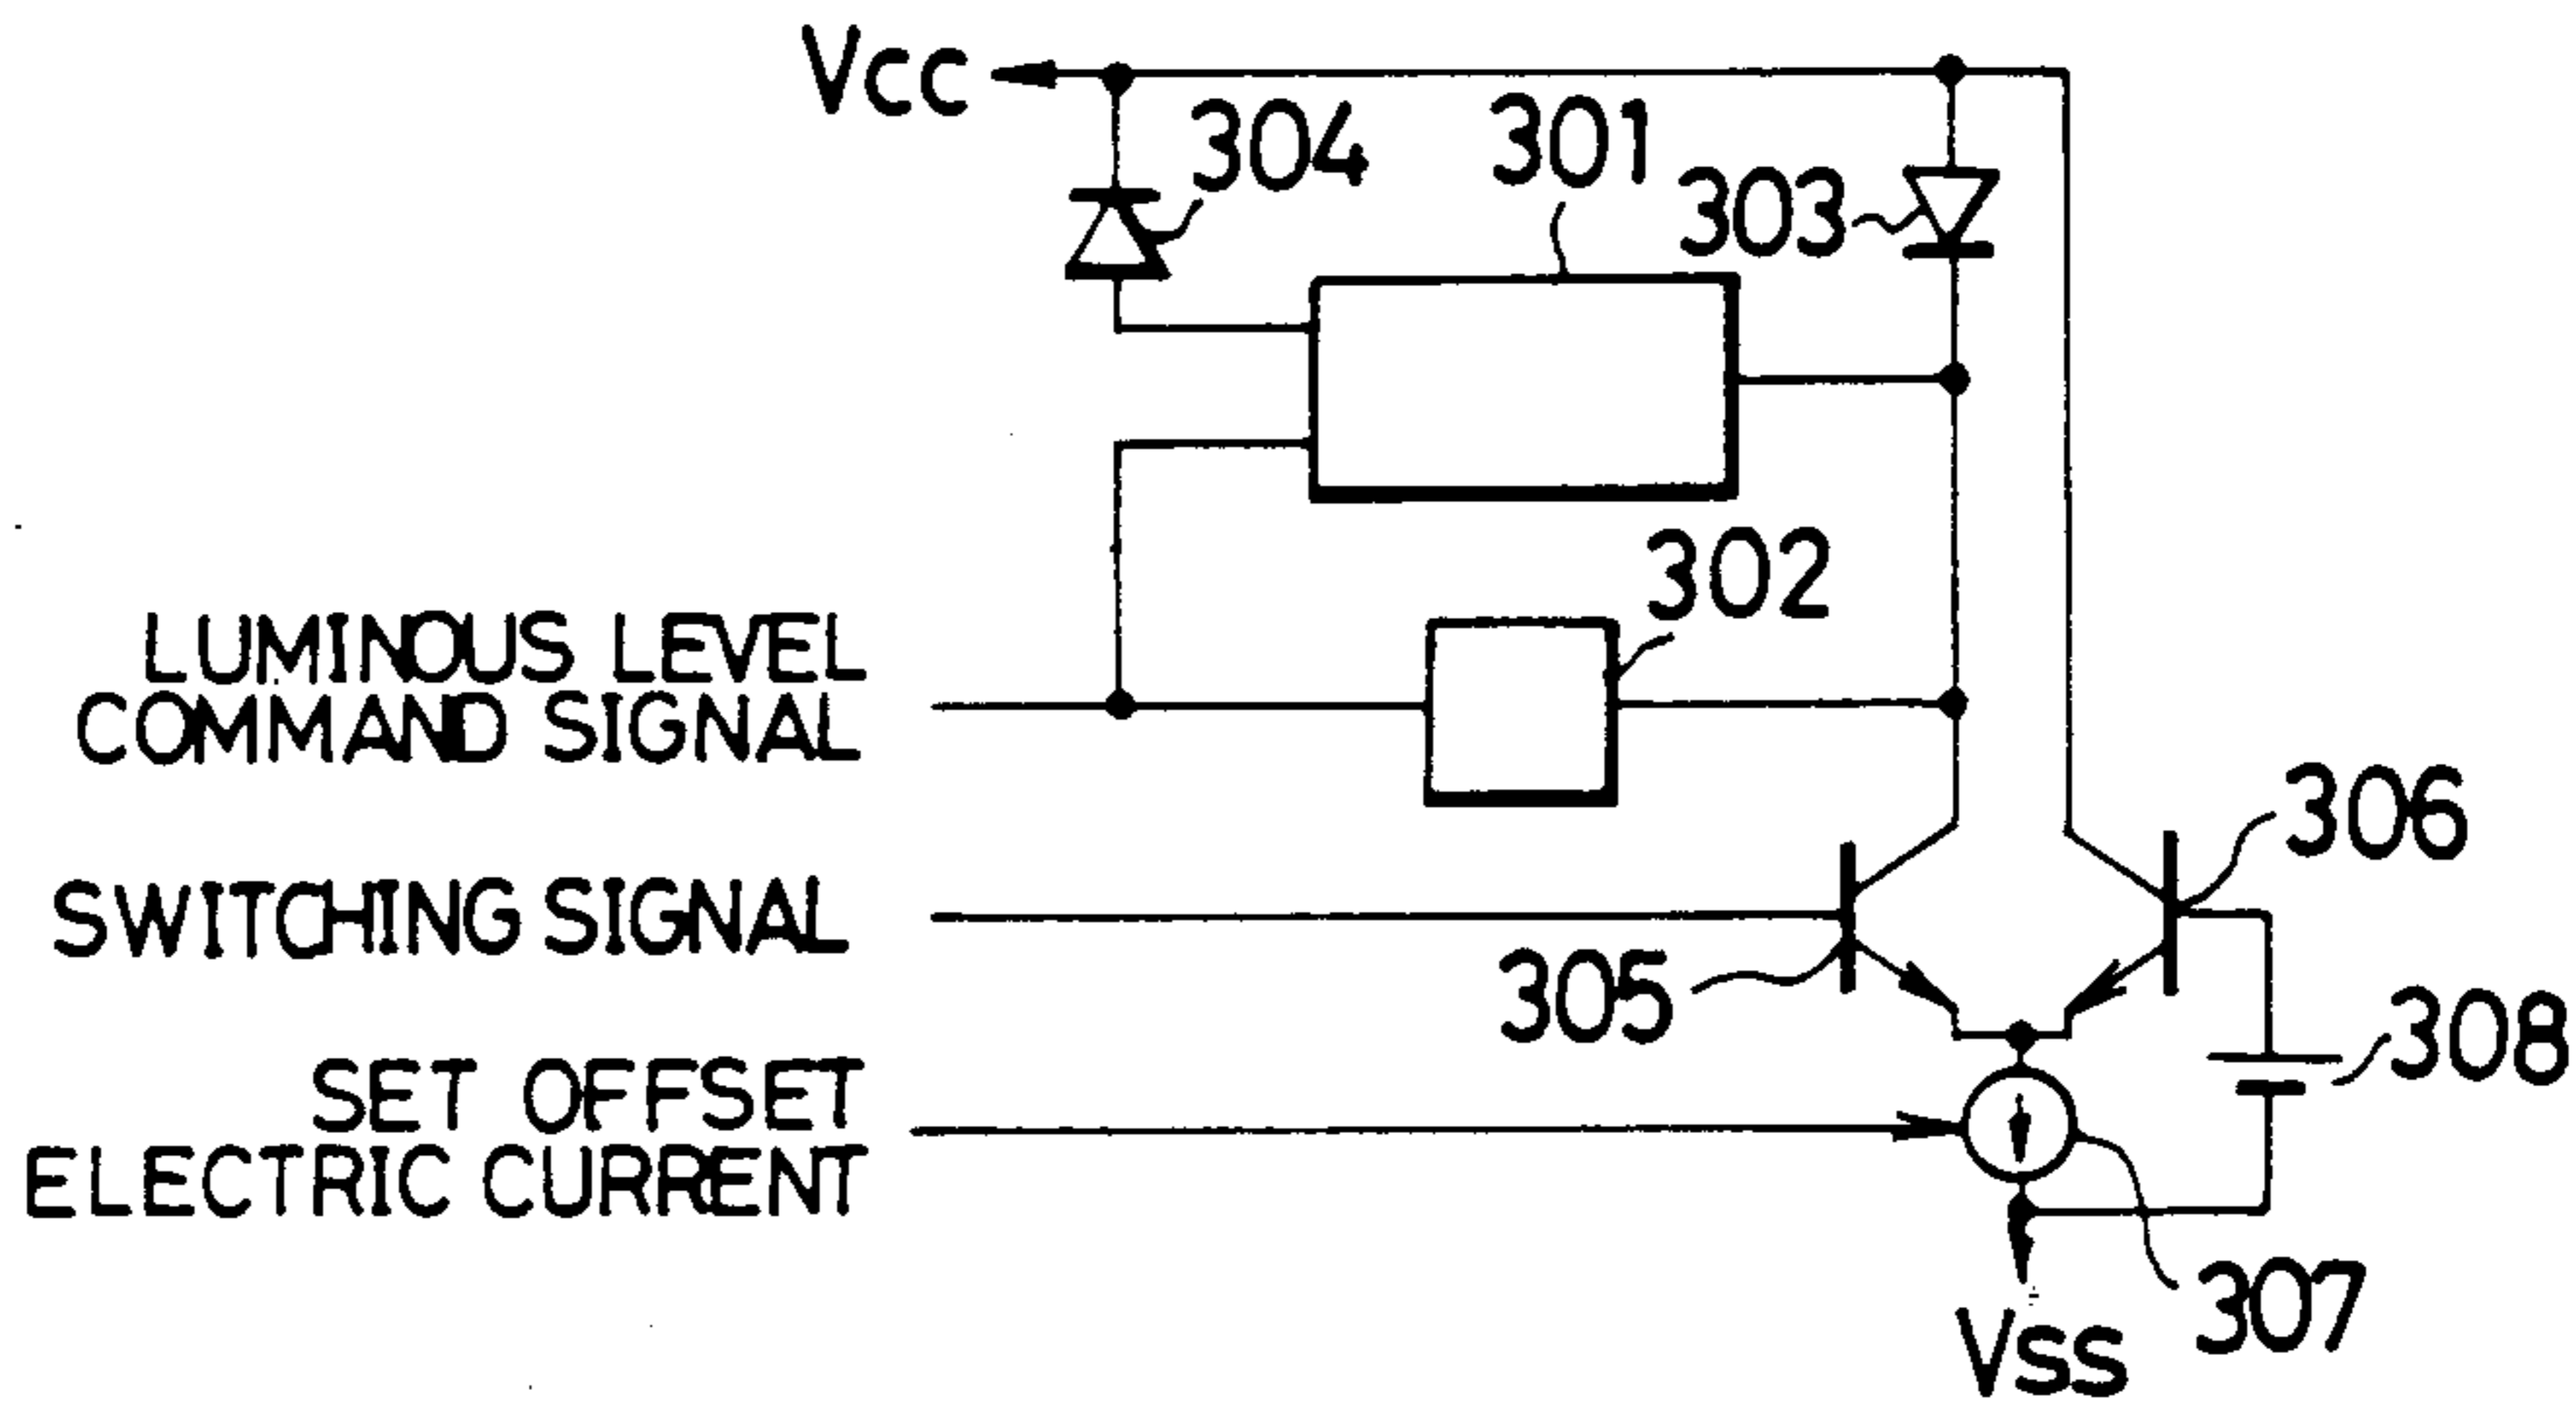 Vcc
304
301
303
302
LUMINOUS LEVEL
COMMAND SIGNAL
306
SWITCHING SIGNAL
305
308
SET OFFSET
ELECTRIC CURRENT
307
Vss